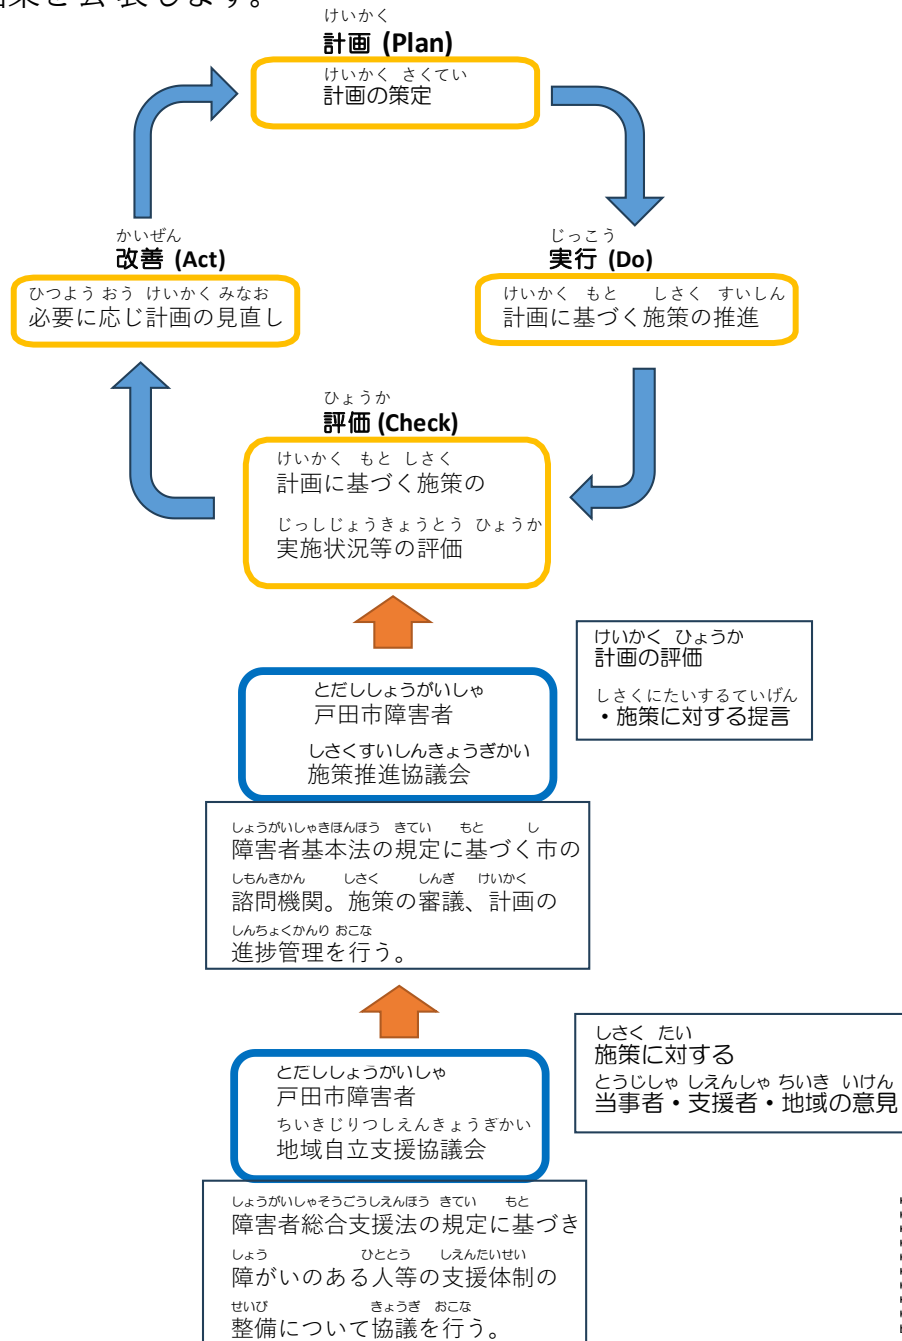 結果を公表します。
けいかく
計画 (Plan)
けいかく さくてい
計画の策定
かいぜん
改善 (Act)
ひつよう おう けいかく みなお
必要に応じ計画の見直し
じっこう
実行 (Do)
けいかく もと しさく すいしん
計画に基づく施策の推進
ひょうか
評価 (Check)
けいかく もと しさく
計画に基づく施策の
じっしじょうきょうとう ひょうか
実施状況等の評価
けいかく ひょうか
計画の評価
しさくにたいするていげん
・施策に対する提言
とだししょうがいしゃ
戸田市障害者
しさくすいしんきょうぎかい
施策推進協議会
しょうがいしゃきほんほう きてい もと し
障害者基本法の規定に基づく市の
しもんきかん しさく しんぎ けいかく
諮問機関。施策の審議、計画の
しんちょくかんり おこな
進捗管理を行う。
しさく たい
施策に対する
とうじしゃ しえんしゃ ちいき いけん
当事者・支援者・地域の意見
とだししょうがいしゃ
戸田市障害者
ちいきじりつしえんきょうぎかい
地域自立支援協議会
しょうがいしゃそうごうしえんほう きてい もと
障害者総合支援法の規定に基づき
しょう ひととう しえんたいせい
障がいのある人等の支援体制の
せいび きょうぎ おこな
整備について協議を行う。